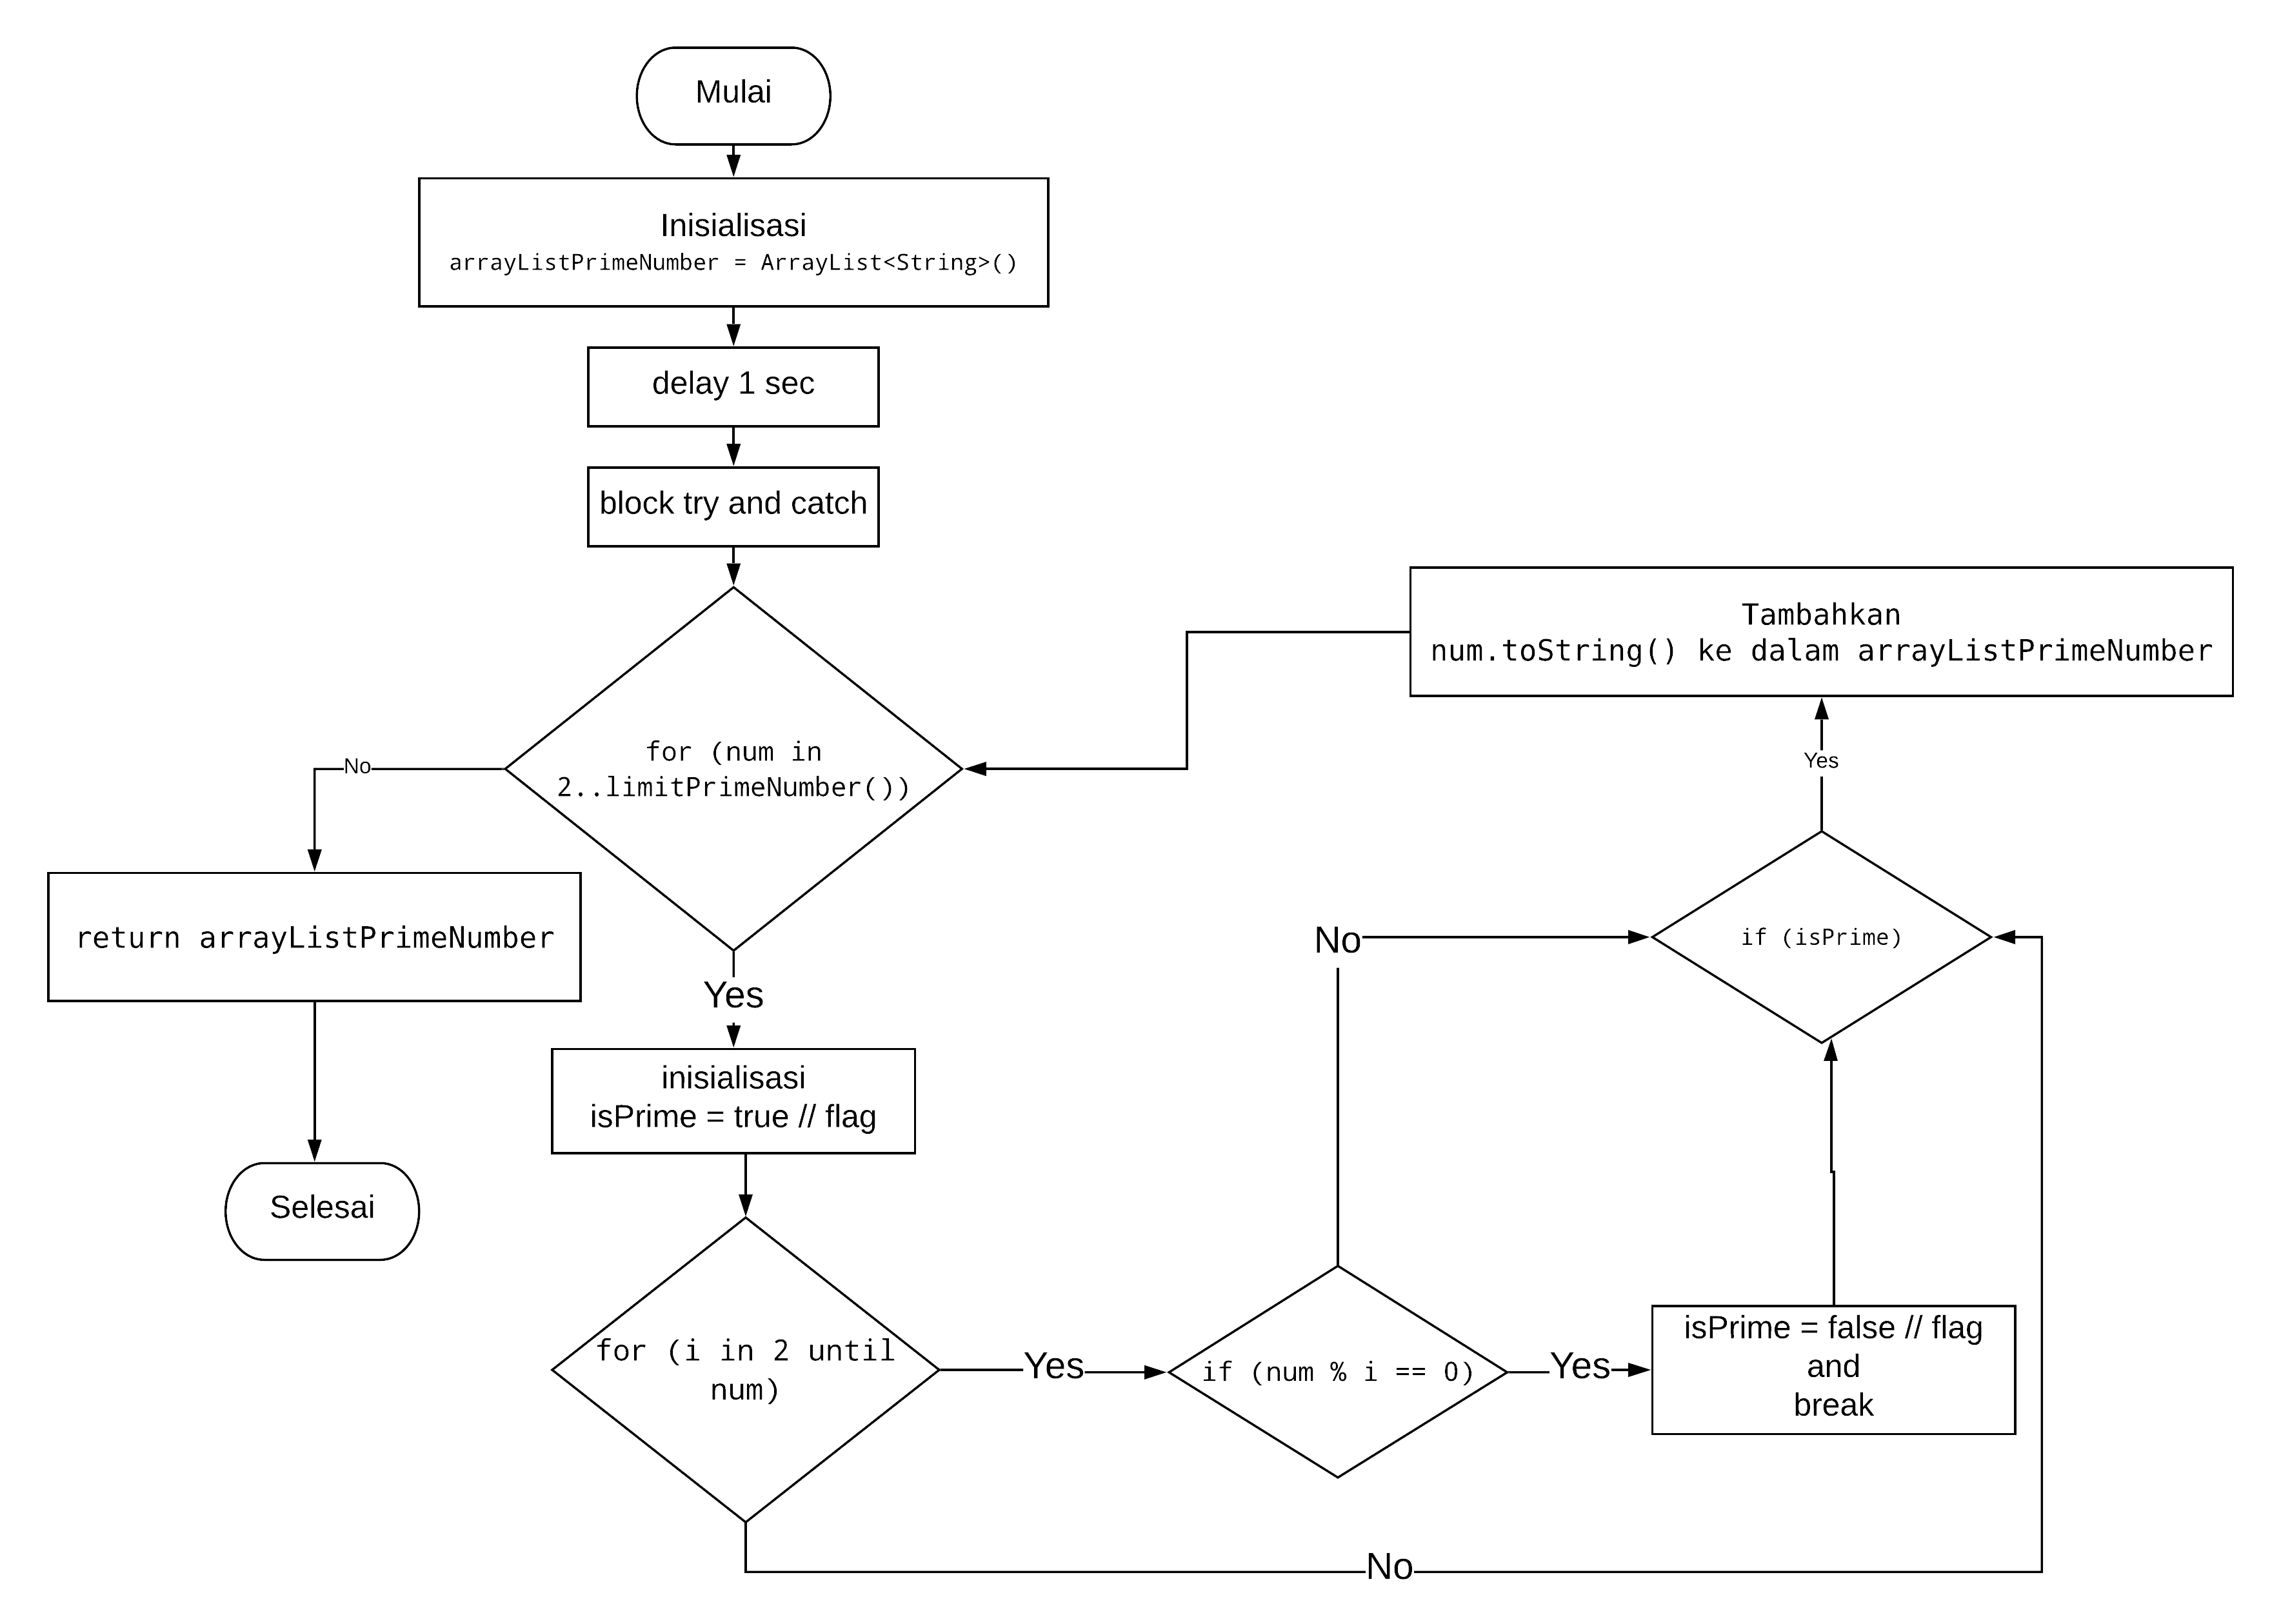 Mulai
Inisialisasi
arrayListPrimeNumber = ArrayList<String>()
delay 1 sec
block try and catch
for (num in
2..limitPrimeNumber())
No
return arrayListPrimeNumber
Selesai
Yes
inisialisasi
isPrime = true // flag
for (i in 2 until
num)
Yes
if (num % i == 0)
Yes
isPrime = false // flag
and
break
No
No
if (isPrime)
Yes
Tambahkan
num.toString() ke dalam arrayListPrimeNumber